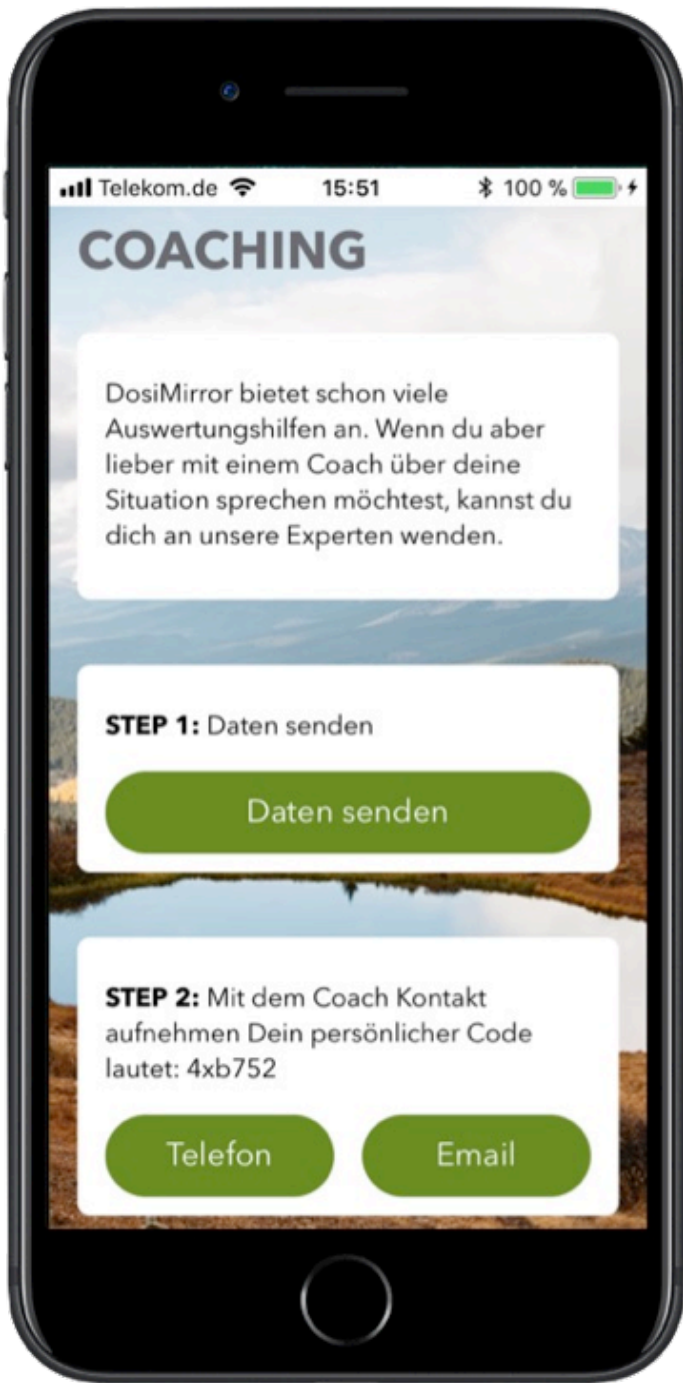 Telekom.de 15:51 100 %
COACHING
DosiMirror bietet schon viele
Auswertungshilfen an. Wenn du aber
lieber mit einem Coach über deine
Situation sprechen möchtest, kannst du
dich an unsere Experten wenden.
STEP 1: Daten senden
Daten senden
STEP 2: Mit dem Coach Kontakt
aufnehmen Dein persönlicher Code
lautet: 4xb752
Telefon Email